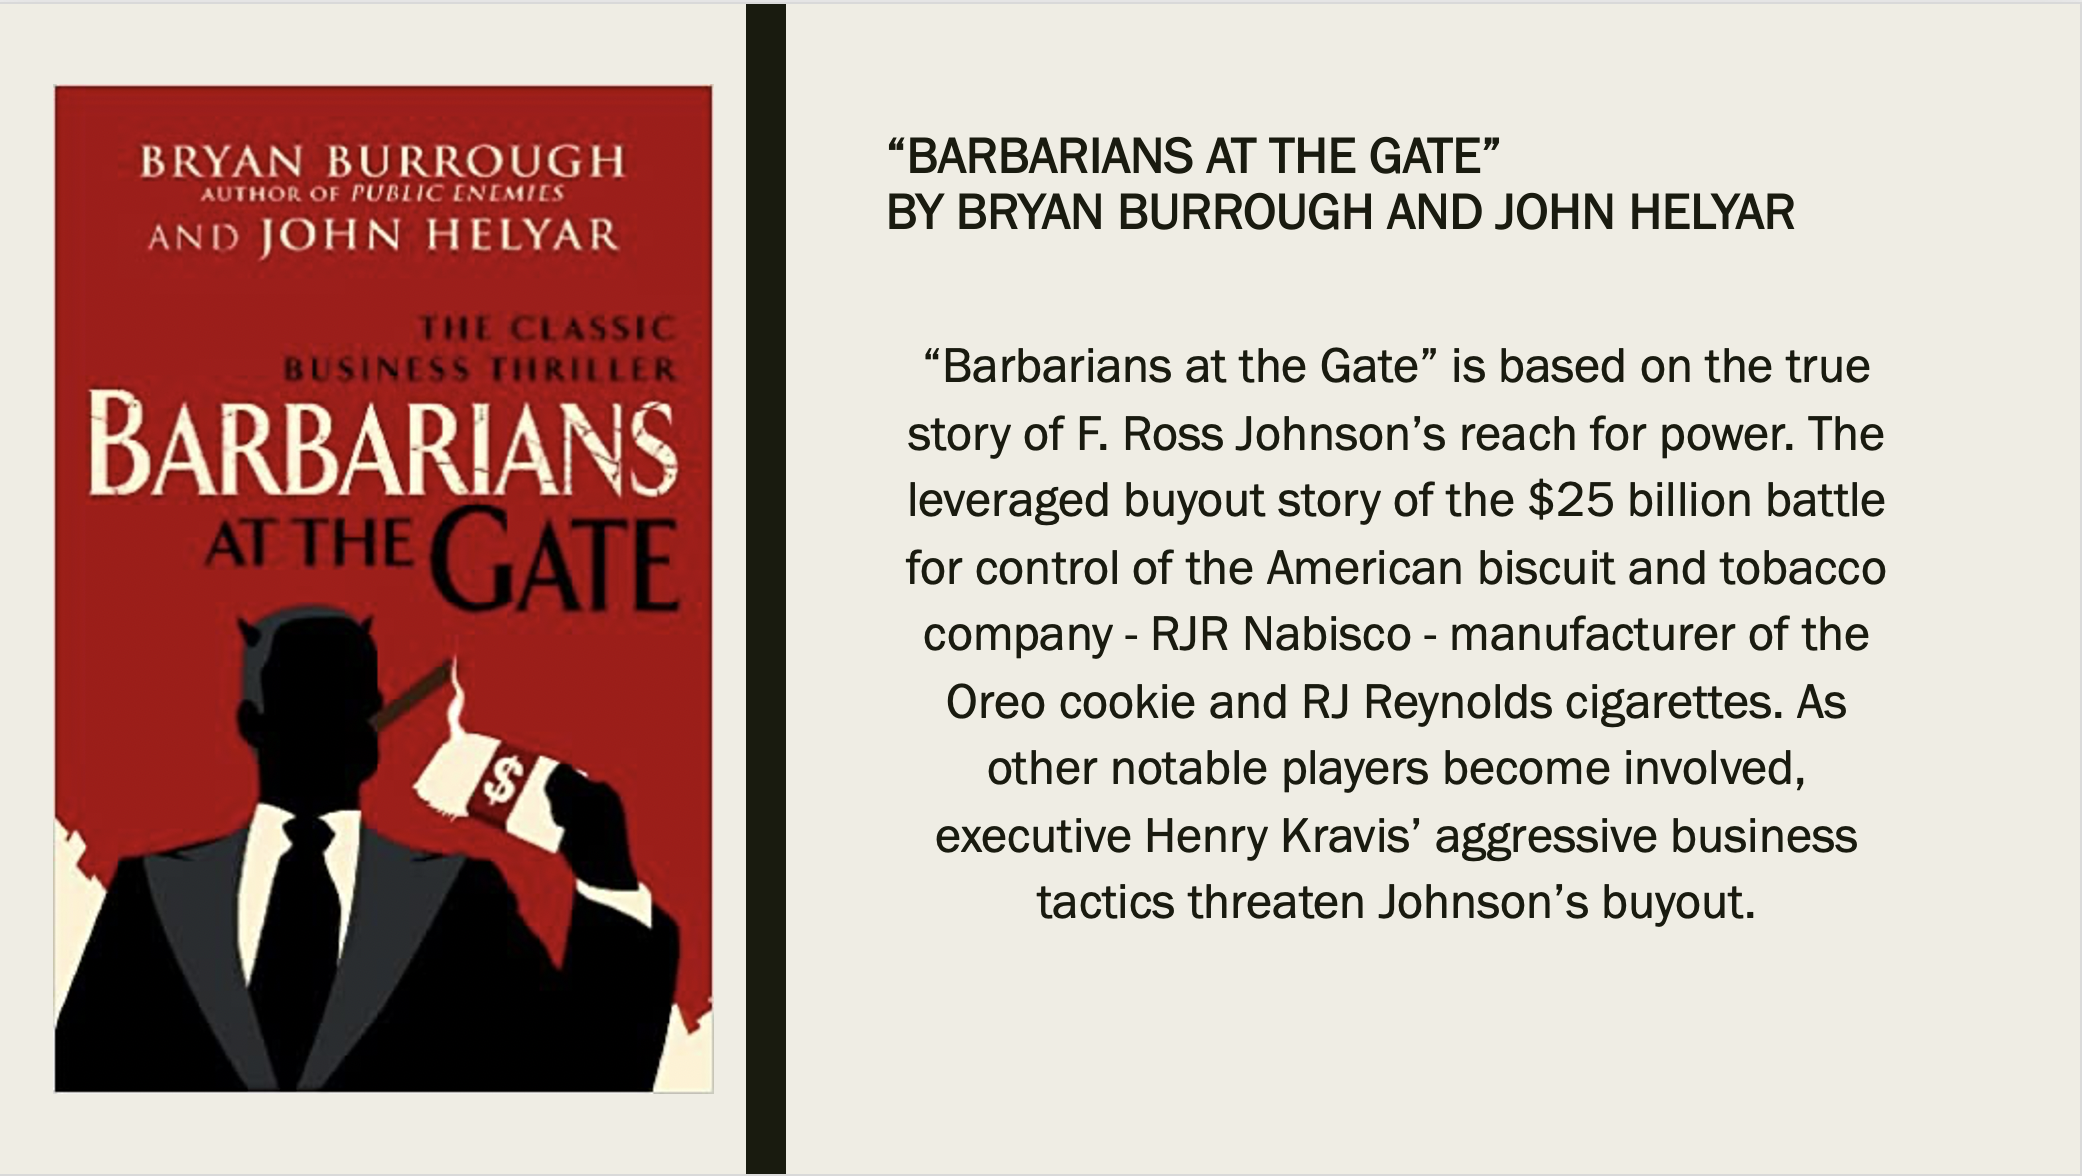 BRYAN BURROUGH
AUTHOR OF PUBLIC ENEMIES
AND JOHN HELYAR
THE CLASSIC
BUSINESS THRILLER
BARBARIANS
AT THE GATE
$
“BARBARIANS AT THE GATE”
BY BRYAN BURROUGH AND JOHN HELYAR
“Barbarians at the Gate” is based on the true
story of F. Ross Johnson’s reach for power. The
leveraged buyout story of the $25 billion battle
for control of the American biscuit and tobacco
company - RJR Nabisco - manufacturer of the
Oreo cookie and RJ Reynolds cigarettes. As
other notable players become involved,
executive Henry Kravis’ aggressive business
tactics threaten Johnson’s buyout.